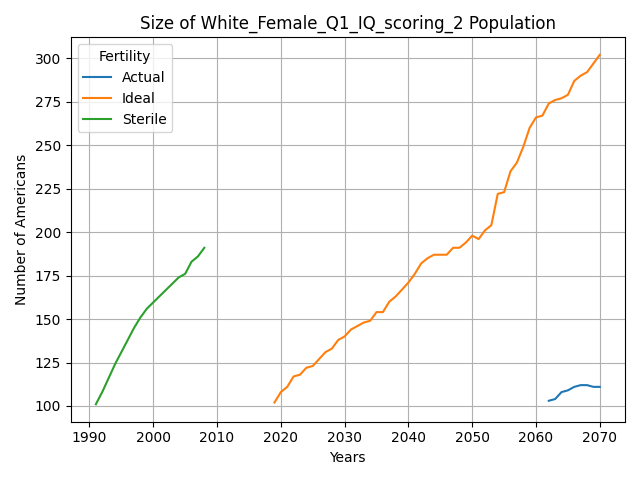 Size of White_Female_Q1_IQ_scoring_2 Population
Fertility
Actual
Ideal
Sterile
Number of Americans
300
275
250
225
200
175
150
125
100
1990 2000 2010 2020 2030 2040 2050 2060 2070
Years